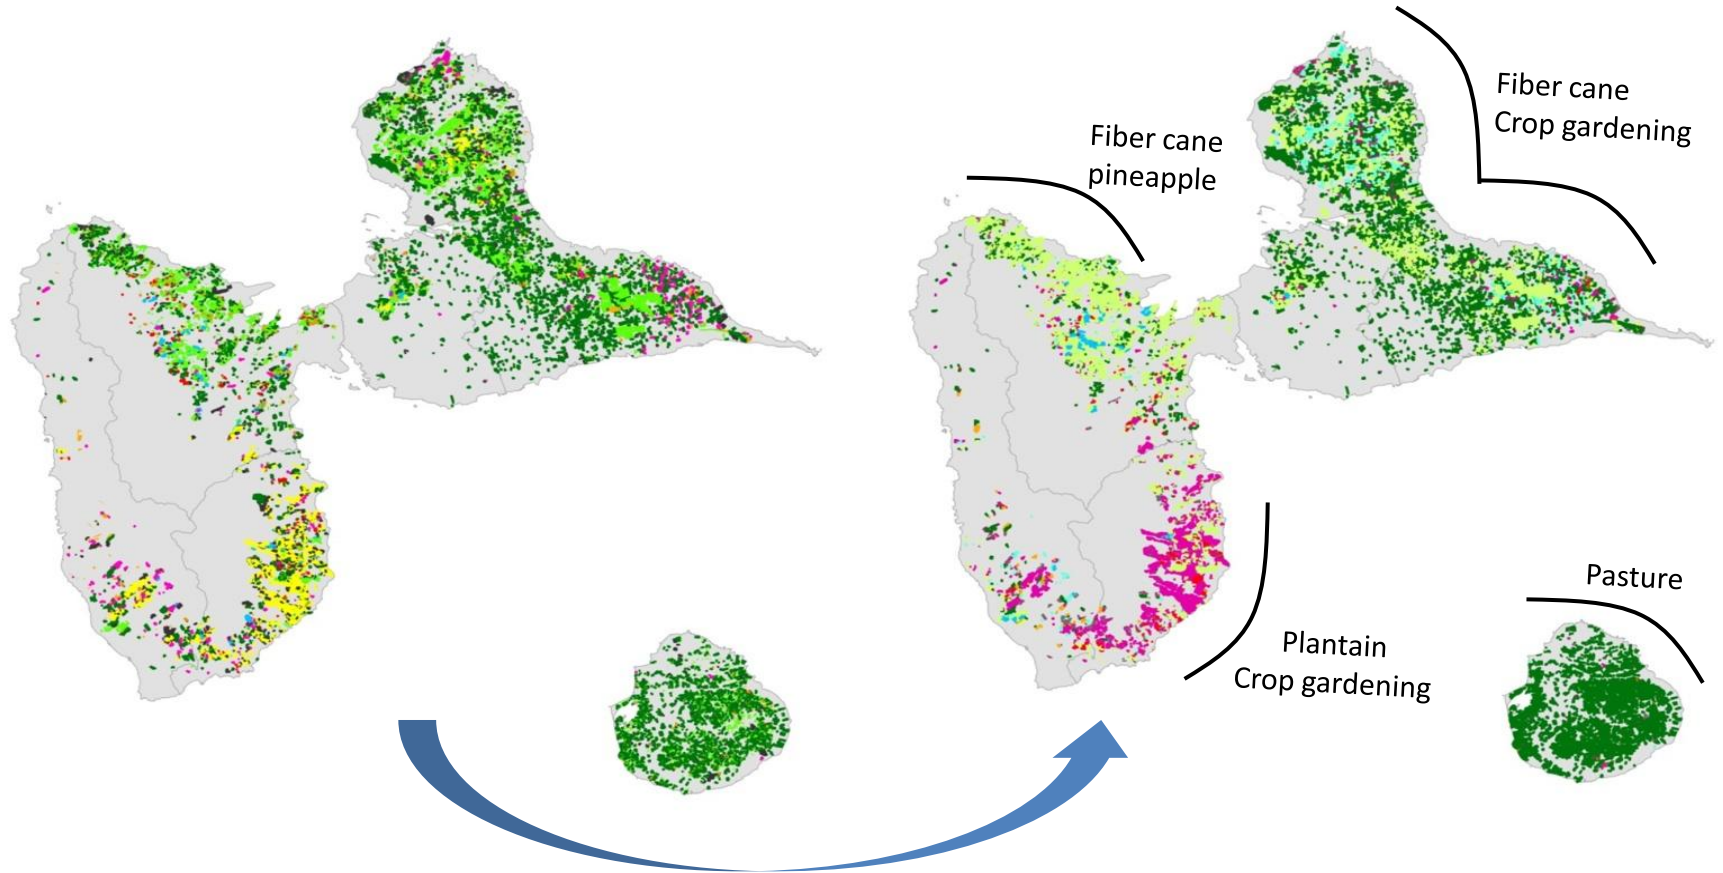 Fiber cane
Crop gardening
Fiber cane
pineapple
Pasture
Plantain
Crop gardening